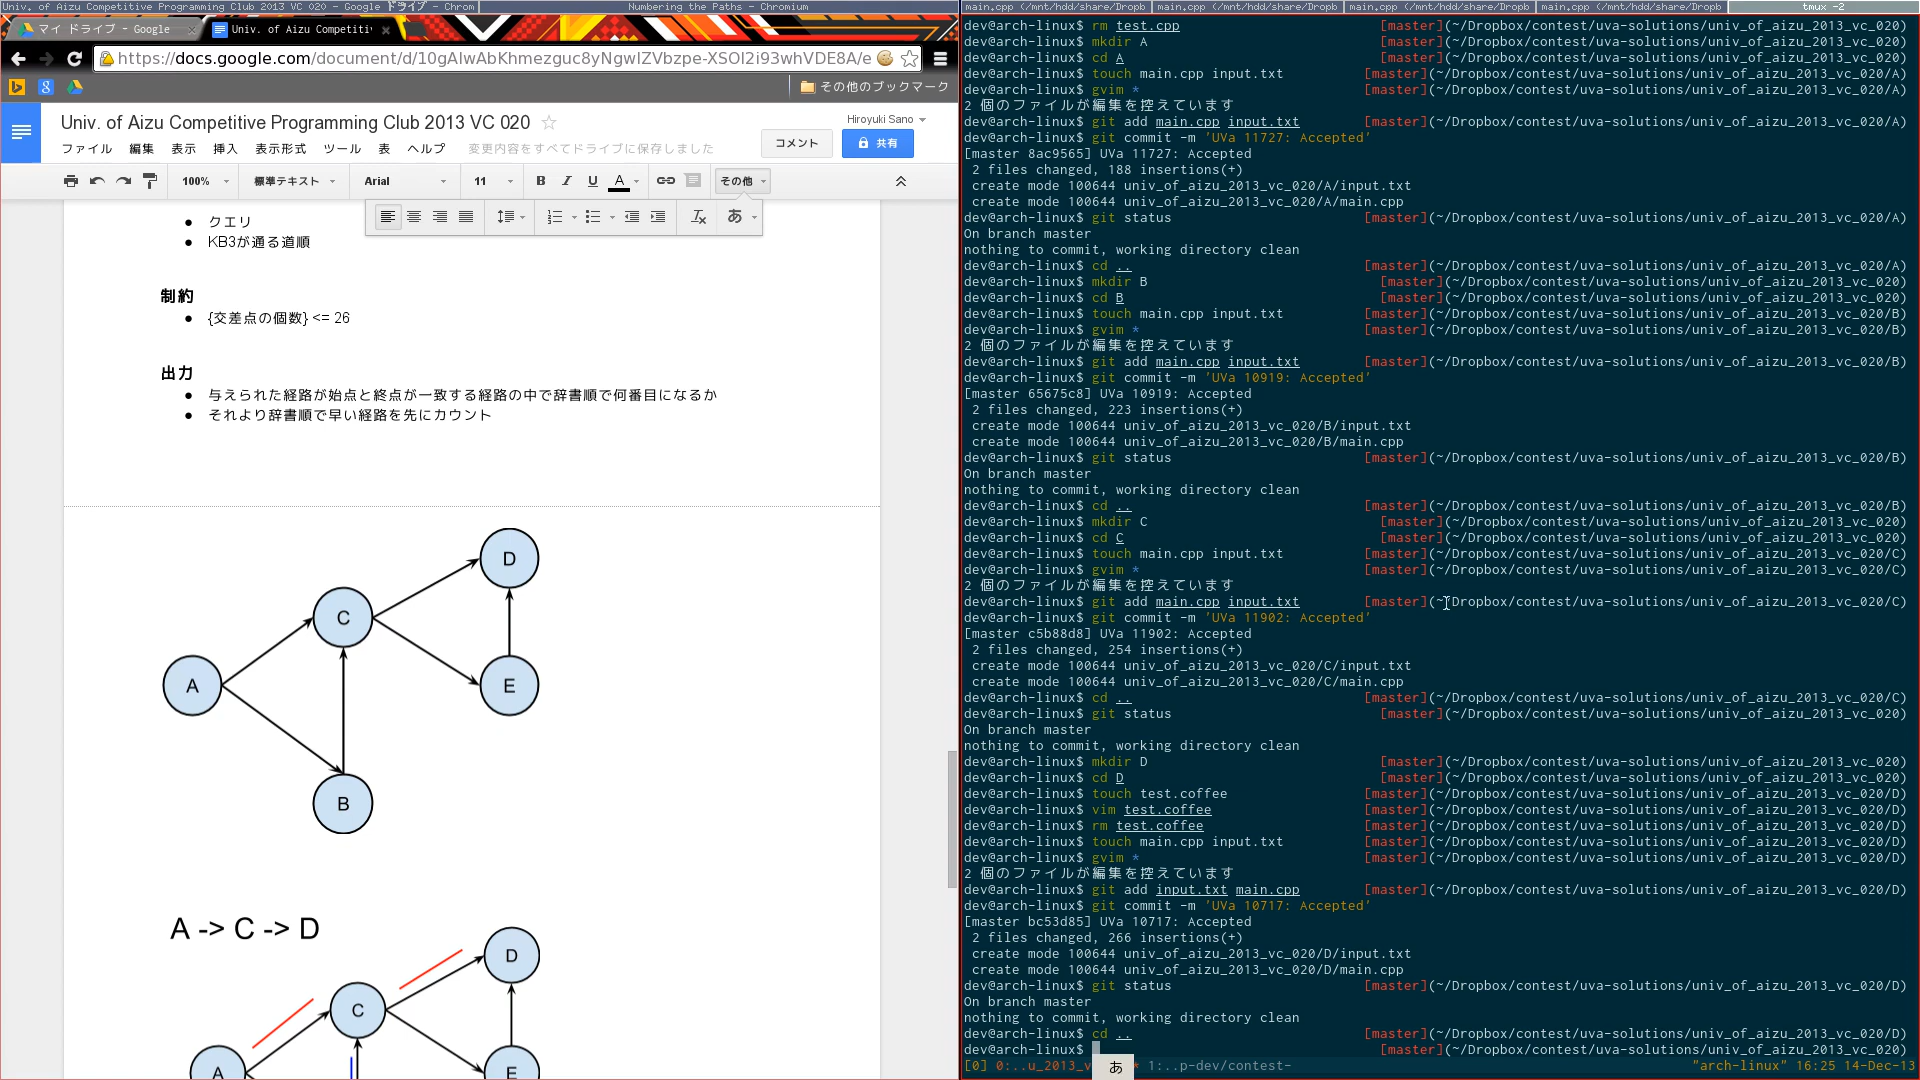 Univ. of Aizu Competitive Programming Club 2013 VC 020 - Google ドライブ - Chrom
Numbering the Paths - Chromium
マイ ドライブ - Google
Univ. of Aizu Competiti
https://docs.google.com/document/d/10gAIwAbKhmezguc8yNgwIZVbzpe-XSOI2i93whVDE8A/e
その他のブックマーク
Univ. of Aizu Competitive Programming Club 2013 VC 020
Hiroyuki Sano
ファイル 編集 表示 挿入 表示形式 ツール 表 ヘルプ 変更内容をすべてドライブに保存しました
コメント
共有
100% 標準テキスト Arial 11 B I U A その他
あ
● クエリ
● KB3が通る道順
制約
● {交差点の個数} <= 26
出力
● 与えられた経路が始点と終点が一致する経路の中で辞書順で何番目になるか
● それより辞書順で早い経路を先にカウント
D
C
A
E
B
A -> C -> D
D
C
A
E
main.cpp (/mnt/hdd/share/Dropb main.cpp (/mnt/hdd/share/Dropb main.cpp (/mnt/hdd/share/Dropb main.cpp (/mnt/hdd/share/Dropb tmux -2
dev@arch-linux$ rm test.cpp [master](~/Dropbox/contest/uva-solutions/univ_of_aizu_2013_vc_020)
dev@arch-linux$ mkdir A [master](~/Dropbox/contest/uva-solutions/univ_of_aizu_2013_vc_020)
dev@arch-linux$ cd A [master](~/Dropbox/contest/uva-solutions/univ_of_aizu_2013_vc_020)
dev@arch-linux$ touch main.cpp input.txt [master](~/Dropbox/contest/uva-solutions/univ_of_aizu_2013_vc_020/A)
dev@arch-linux$ gvim * [master](~/Dropbox/contest/uva-solutions/univ_of_aizu_2013_vc_020/A)
2 個のファイルが編集を控えています
dev@arch-linux$ git add main.cpp input.txt [master](~/Dropbox/contest/uva-solutions/univ_of_aizu_2013_vc_020/A)
dev@arch-linux$ git commit -m 'UVa 11727: Accepted'
[master 8ac9565] UVa 11727: Accepted
2 files changed, 188 insertions(+)
create mode 100644 univ_of_aizu_2013_vc_020/A/input.txt
create mode 100644 univ_of_aizu_2013_vc_020/A/main.cpp
dev@arch-linux$ git status [master](~/Dropbox/contest/uva-solutions/univ_of_aizu_2013_vc_020/A)
On branch master
nothing to commit, working directory clean
dev@arch-linux$ cd .. [master](~/Dropbox/contest/uva-solutions/univ_of_aizu_2013_vc_020/A)
dev@arch-linux$ mkdir B [master](~/Dropbox/contest/uva-solutions/univ_of_aizu_2013_vc_020)
dev@arch-linux$ cd B [master](~/Dropbox/contest/uva-solutions/univ_of_aizu_2013_vc_020)
dev@arch-linux$ touch main.cpp input.txt [master](~/Dropbox/contest/uva-solutions/univ_of_aizu_2013_vc_020/B)
dev@arch-linux$ gvim * [master](~/Dropbox/contest/uva-solutions/univ_of_aizu_2013_vc_020/B)
2 個のファイルが編集を控えています
dev@arch-linux$ git add main.cpp input.txt [master](~/Dropbox/contest/uva-solutions/univ_of_aizu_2013_vc_020/B)
dev@arch-linux$ git commit -m 'UVa 10919: Accepted'
[master 65675c8] UVa 10919: Accepted
2 files changed, 223 insertions(+)
create mode 100644 univ_of_aizu_2013_vc_020/B/input.txt
create mode 100644 univ_of_aizu_2013_vc_020/B/main.cpp
dev@arch-linux$ git status [master](~/Dropbox/contest/uva-solutions/univ_of_aizu_2013_vc_020/B)
On branch master
nothing to commit, working directory clean
dev@arch-linux$ cd .. [master](~/Dropbox/contest/uva-solutions/univ_of_aizu_2013_vc_020/B)
dev@arch-linux$ mkdir C [master](~/Dropbox/contest/uva-solutions/univ_of_aizu_2013_vc_020)
dev@arch-linux$ cd C [master](~/Dropbox/contest/uva-solutions/univ_of_aizu_2013_vc_020)
dev@arch-linux$ touch main.cpp input.txt [master](~/Dropbox/contest/uva-solutions/univ_of_aizu_2013_vc_020/C)
dev@arch-linux$ gvim * [master](~/Dropbox/contest/uva-solutions/univ_of_aizu_2013_vc_020/C)
2 個のファイルが編集を控えています
dev@arch-linux$ git add main.cpp input.txt [master](~/Dropbox/contest/uva-solutions/univ_of_aizu_2013_vc_020/C)
dev@arch-linux$ git commit -m 'UVa 11902: Accepted'
[master c5b88d8] UVa 11902: Accepted
2 files changed, 254 insertions(+)
create mode 100644 univ_of_aizu_2013_vc_020/C/input.txt
create mode 100644 univ_of_aizu_2013_vc_020/C/main.cpp
dev@arch-linux$ cd .. [master](~/Dropbox/contest/uva-solutions/univ_of_aizu_2013_vc_020/C)
dev@arch-linux$ git status [master](~/Dropbox/contest/uva-solutions/univ_of_aizu_2013_vc_020)
On branch master
nothing to commit, working directory clean
dev@arch-linux$ mkdir D [master](~/Dropbox/contest/uva-solutions/univ_of_aizu_2013_vc_020)
dev@arch-linux$ cd D [master](~/Dropbox/contest/uva-solutions/univ_of_aizu_2013_vc_020)
dev@arch-linux$ touch test.coffee [master](~/Dropbox/contest/uva-solutions/univ_of_aizu_2013_vc_020/D)
dev@arch-linux$ vim test.coffee [master](~/Dropbox/contest/uva-solutions/univ_of_aizu_2013_vc_020/D)
dev@arch-linux$ rm test.coffee [master](~/Dropbox/contest/uva-solutions/univ_of_aizu_2013_vc_020/D)
dev@arch-linux$ touch main.cpp input.txt [master](~/Dropbox/contest/uva-solutions/univ_of_aizu_2013_vc_020/D)
dev@arch-linux$ gvim * [master](~/Dropbox/contest/uva-solutions/univ_of_aizu_2013_vc_020/D)
2 個のファイルが編集を控えています
dev@arch-linux$ git add input.txt main.cpp [master](~/Dropbox/contest/uva-solutions/univ_of_aizu_2013_vc_020/D)
dev@arch-linux$ git commit -m 'UVa 10717: Accepted'
[master bc53d85] UVa 10717: Accepted
2 files changed, 266 insertions(+)
create mode 100644 univ_of_aizu_2013_vc_020/D/input.txt
create mode 100644 univ_of_aizu_2013_vc_020/D/main.cpp
dev@arch-linux$ git status [master](~/Dropbox/contest/uva-solutions/univ_of_aizu_2013_vc_020/D)
On branch master
nothing to commit, working directory clean
dev@arch-linux$ cd .. [master](~/Dropbox/contest/uva-solutions/univ_of_aizu_2013_vc_020/D)
dev@arch-linux$ [master](~/Dropbox/contest/uva-solutions/univ_of_aizu_2013_vc_020)
[0] 0:..u_2013_v あ * 1:..p-dev/contest- "arch-linux" 16:25 14-Dec-13